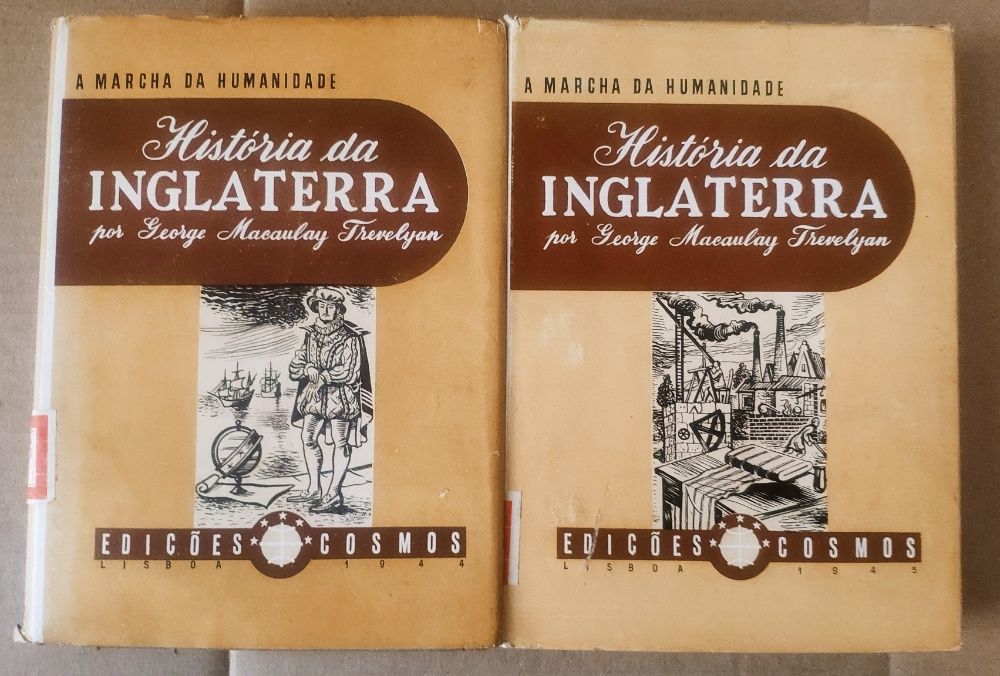 A MARCHA DA HUMANIDADE
História da
INGLATERRA
por George Macaulay Trevelyan
EDIÇÕES COSMOS
LISBOA 1944
A MARCHA DA HUMANIDADE
História da
INGLATERRA
por George Macaulay Trevelyan
EDIÇÕES COSMOS
LISBOA 1945